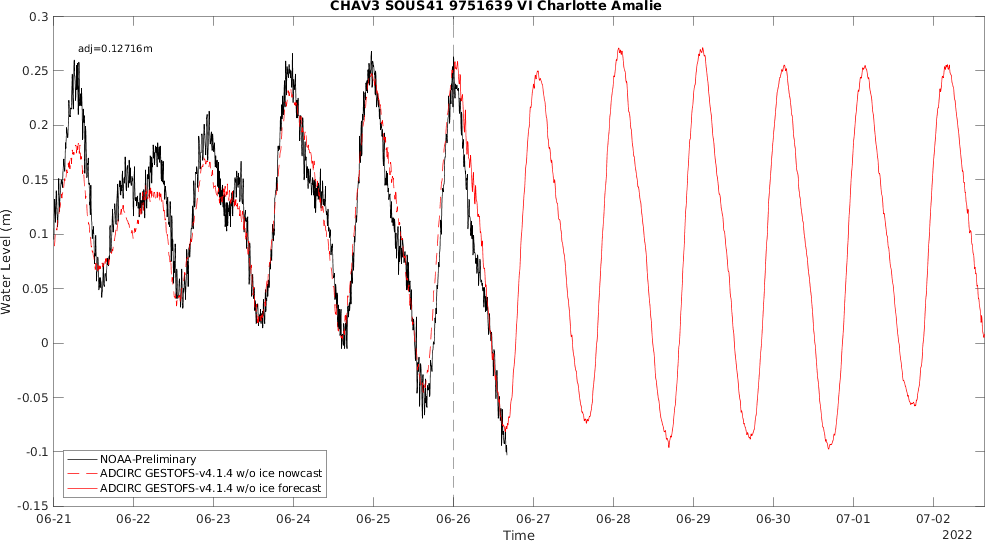 CHAV3 SOUS41 9751639 VI Charlotte Amalie
adj=0.12716m
0.3
0.25
0.2
0.15
0.1
0.05
0
-0.05
-0.1
-0.15
Water Level (m)
NOAA-Preliminary
ADCIRC GESTOFS-v4.1.4 w/o ice nowcast
ADCIRC GESTOFS-v4.1.4 w/o ice forecast
06-21 06-22 06-23 06-24 06-25 06-26 06-27 06-28 06-29 06-30 07-01 07-02
2022
Time